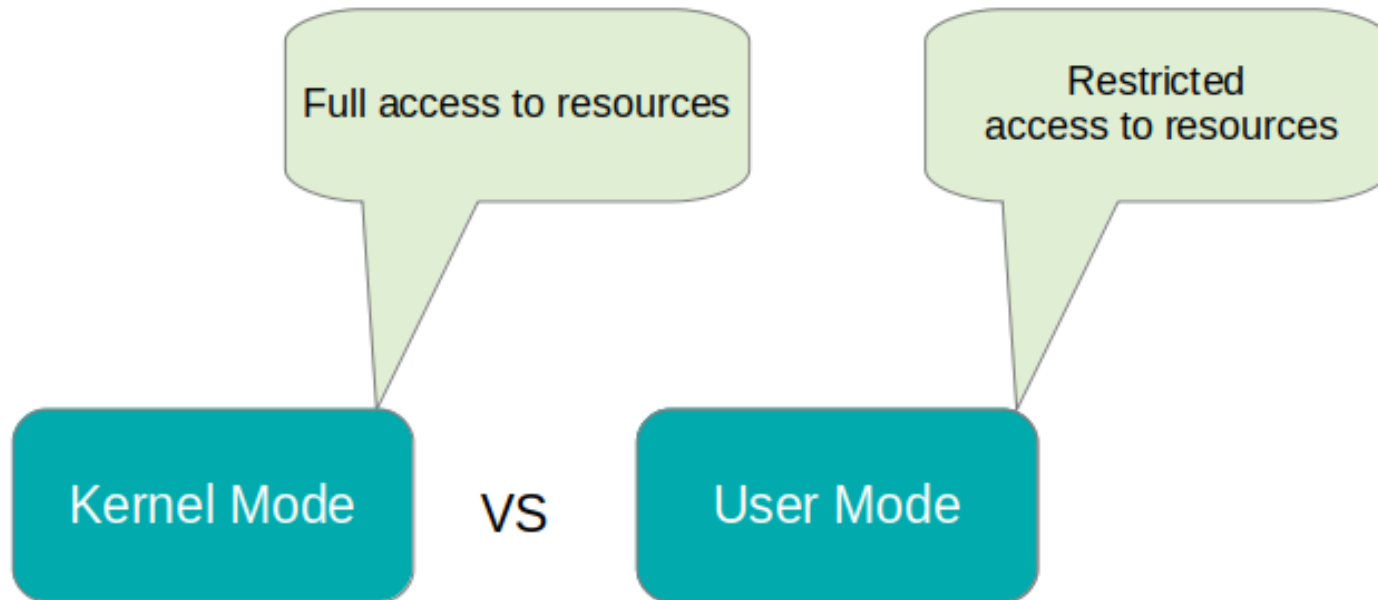 Full access to resources
Restricted
access to resources
Kernel Mode
VS
User Mode